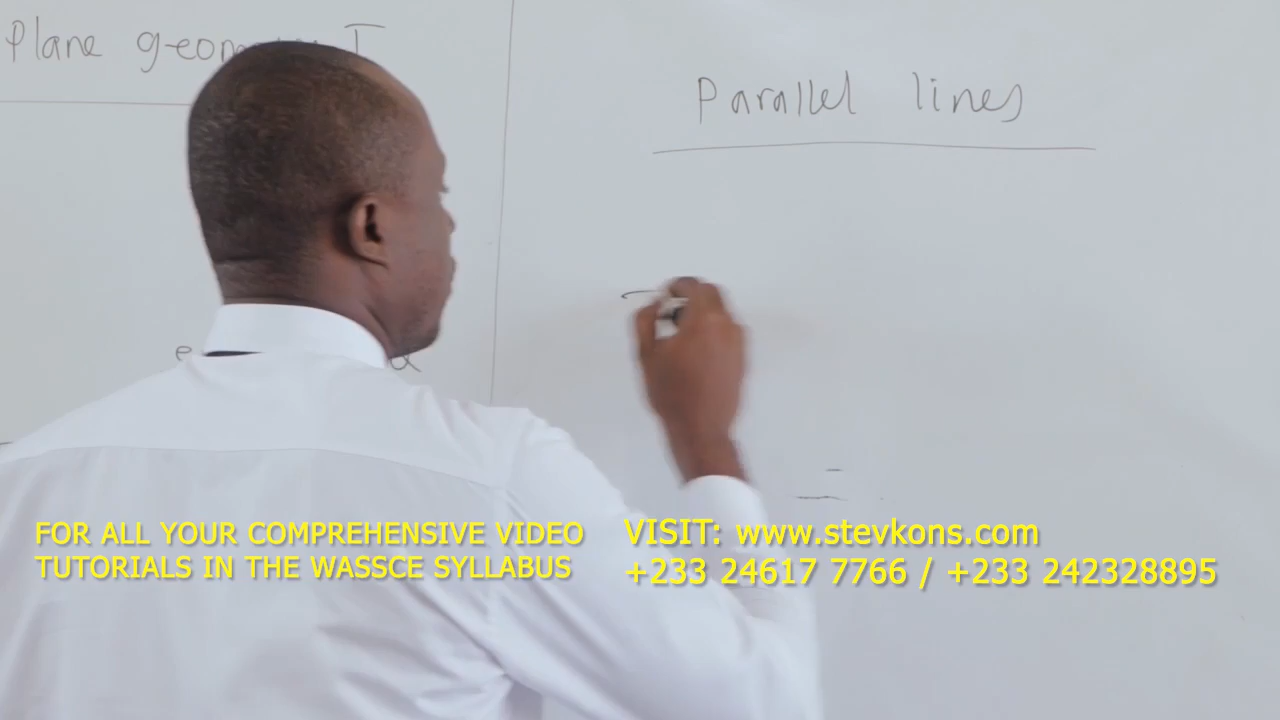 Plane
I
Parallel lines
FOR ALL YOUR COMPREHENSIVE VIDEO
TUTORIALS IN THE WASSCE SYLLABUS
VISIT: www.stevkons.com
+233 24617 7766 / +233 242328895